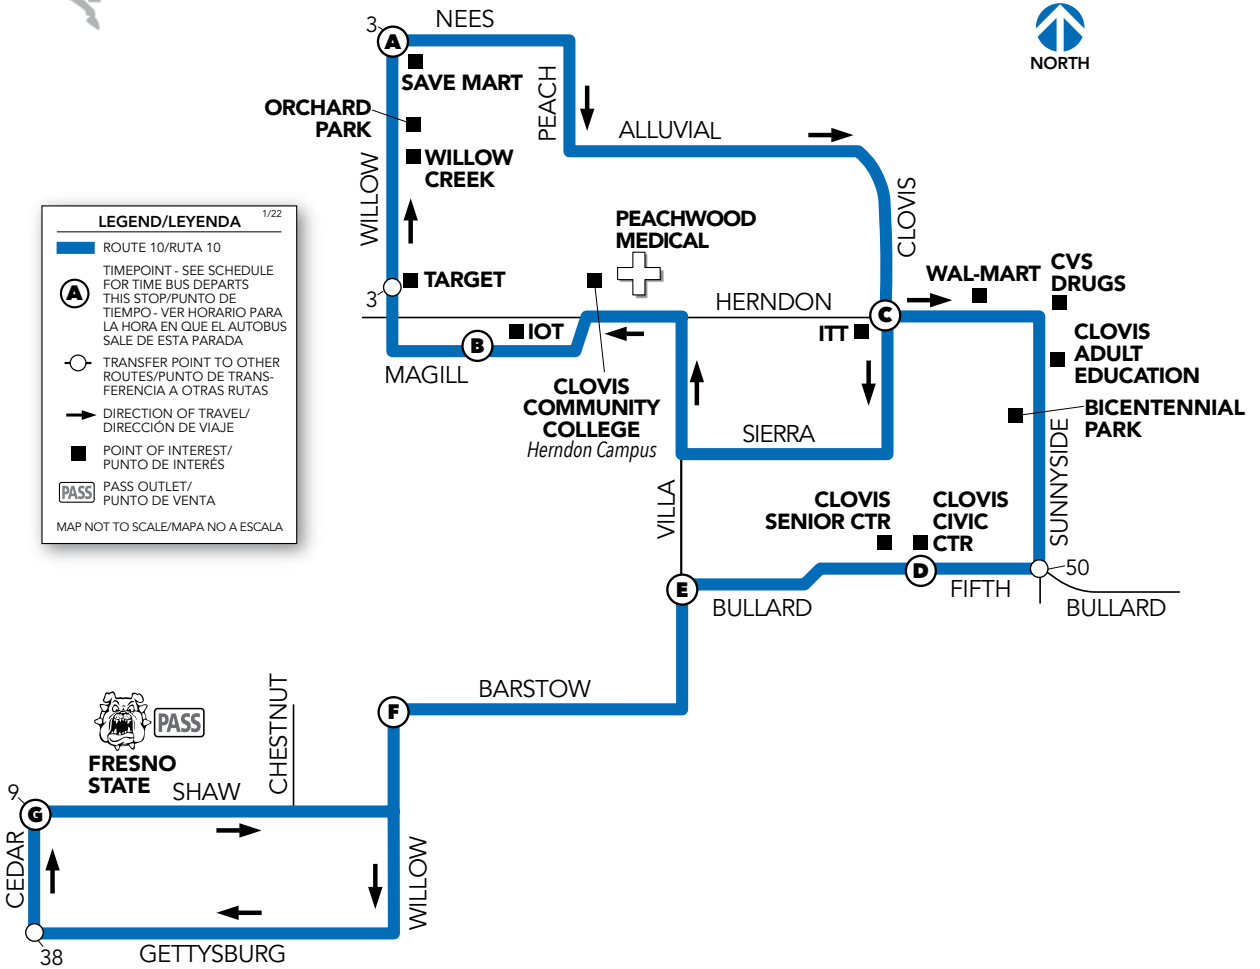 3
NEES
A
NORTH
SAVE MART
PEACH
ORCHARD
PARK
ALLUVIAL
WILLOW
CREEK
WILLOW
CLOVIS
LEGEND/LEYENDA
1/22
ROUTE 10/RUTA 10
A
TIMEPOINT - SEE SCHEDULE
FOR TIME BUS DEPARTS
THIS STOP/PUNTO DE
TIEMPO - VER HORARIO PARA
LA HORA EN QUE EL AUTOBUS
SALE DE ESTA PARADA
TRANSFER POINT TO OTHER
ROUTES/PUNTO DE TRANS-
FERENCIA A OTRAS RUTAS
DIRECTION OF TRAVEL/
DIRECCIÓN DE VIAJE
POINT OF INTEREST/
PUNTO DE INTERÉS
PASS
PASS OUTLET/
PUNTO DE VENTA
MAP NOT TO SCALE/MAPA NO A ESCALA
PEACHWOOD
MEDICAL
TARGET
3
WAL-MART
CVS
DRUGS
HERNDON
C
IOT
ITT
B
MAGILL
CLOVIS
ADULT
EDUCATION
CLOVIS
COMMUNITY
COLLEGE
Herndon Campus
BICENTENNIAL
PARK
SIERRA
SUNNYSIDE
VILLA
CLOVIS
SENIOR CTR
CLOVIS
CIVIC
CTR
D
50
E
FIFTH
BULLARD
BULLARD
BARSTOW
F
CHESTNUT
PASS
FRESNO
STATE
9
SHAW
G
CEDAR
WILLOW
38
GETTYSBURG